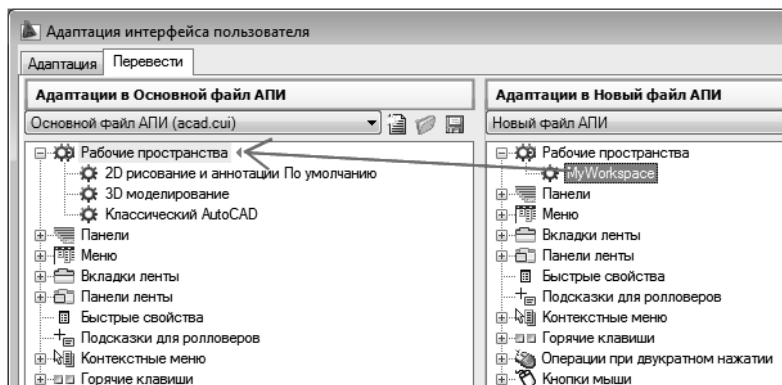 Адаптация интерфейса пользователя
Адаптация Перевести
Адаптации в Основной файл АПИ
Основной файл АПИ (acad.cui)
Рабочие пространства
2D рисование и аннотации По умолчанию
3D моделирование
Классический AutoCAD
Панели
Меню
Вкладки ленты
Панели ленты
Быстрые свойства
Подсказки для ролловеров
Контекстные меню
Горячие клавиши
Адаптации в Новый файл АПИ
Новый файл АПИ
Рабочие пространства
MyWorkspace
Панели
Меню
Вкладки ленты
Панели ленты
Быстрые свойства
Подсказки для ролловеров
Контекстные меню
Горячие клавиши
Операции при двукратном нажатии
Кнопки мыши